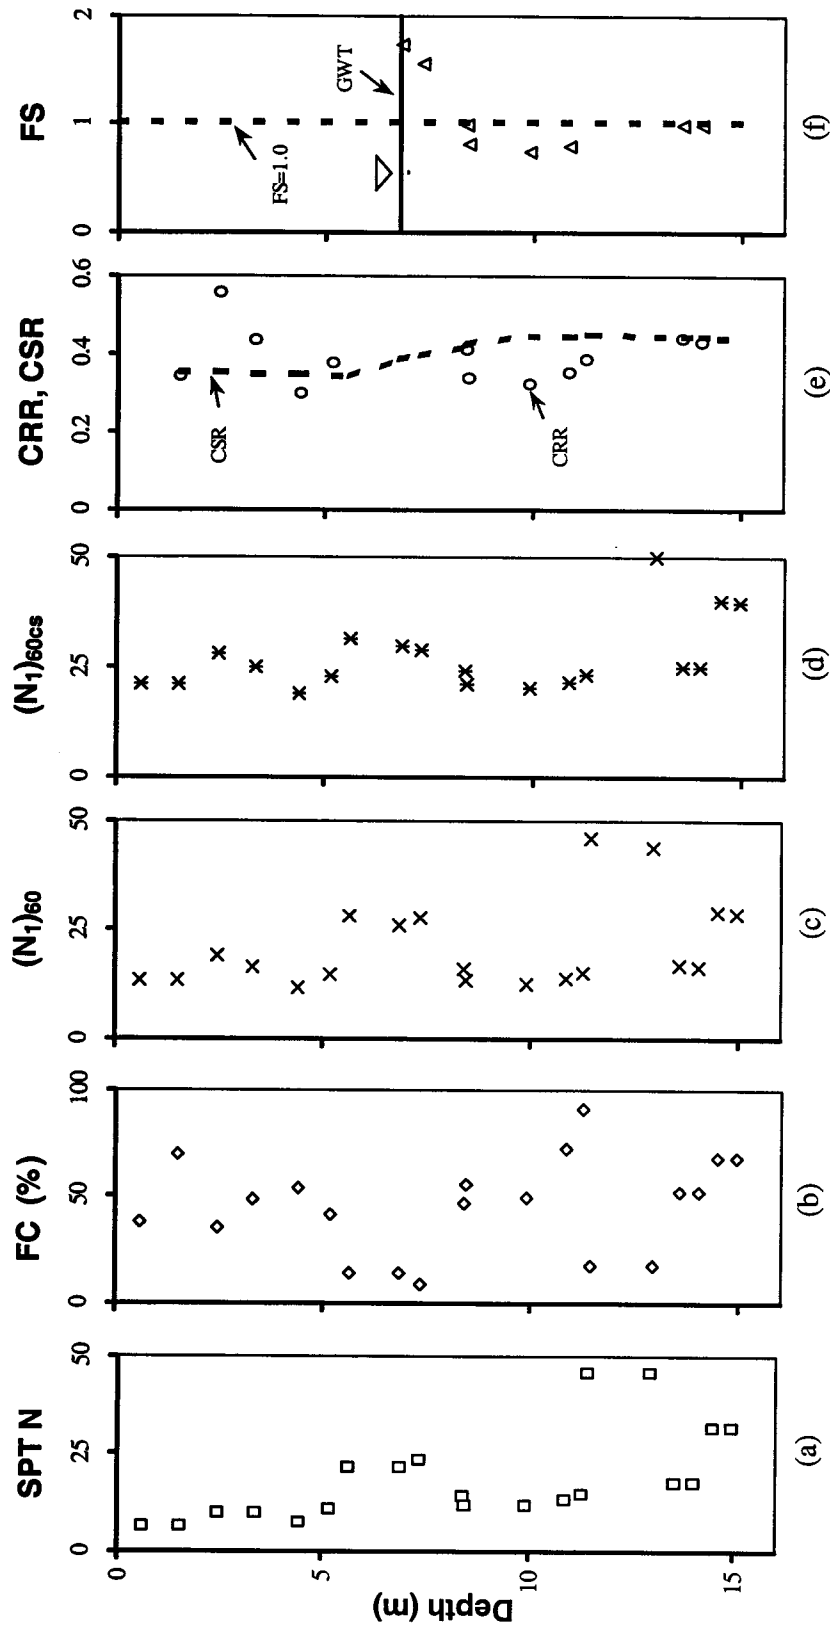 SPT N
0 25 50
Depth (m)
0
5
10
15
(a)
FC (%)
0 50 100
(b)
(N1)60
0 25 50
(c)
(N1)60cs
0 25 50
(d)
CRR, CSR
0 0.2 0.4 0.6
CSR
CRR
(e)
FS
0 1 2
FS=1.0
GWT
(f)